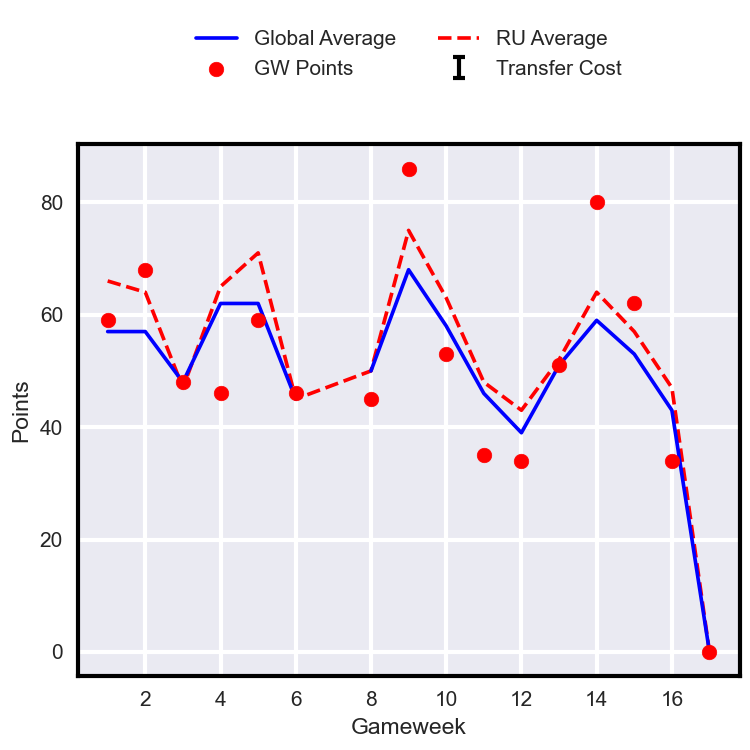 Global Average RU Average
GW Points Transfer Cost
80
60
40
20
0
Points
2 4 6 8 10 12 14 16
Gameweek